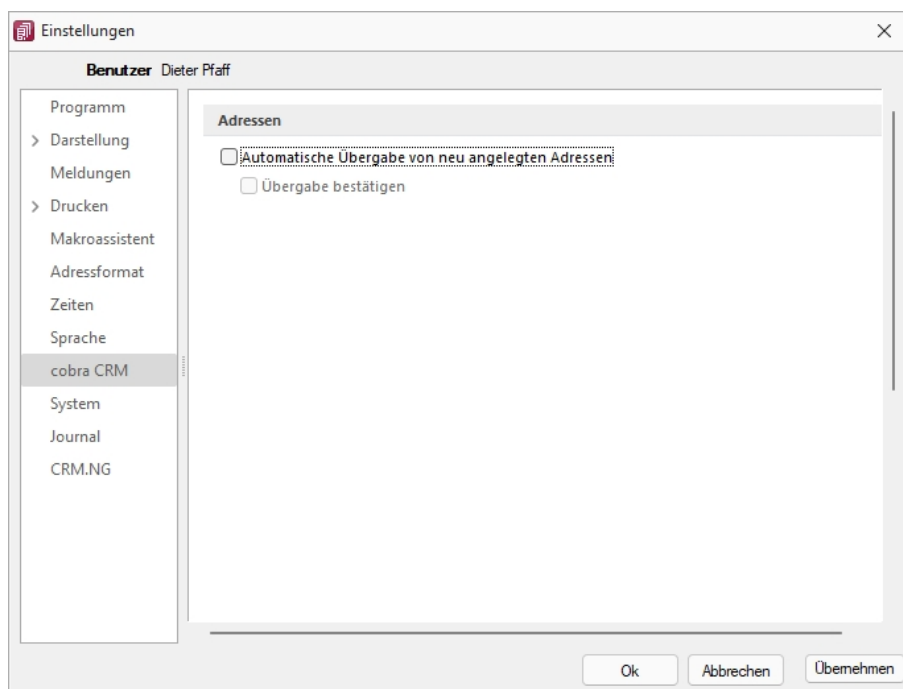 Einstellungen
Benutzer Dieter Pfaff
Programm
Darstellung
Meldungen
Drucken
Makroassistent
Adressformat
Zeiten
Sprache
cobra CRM
System
Journal
CRM.NG
Adressen
Automatische Übergabe von neu angelegten Adressen
Übergabe bestätigen
Ok
Abbrechen
Übernehmen